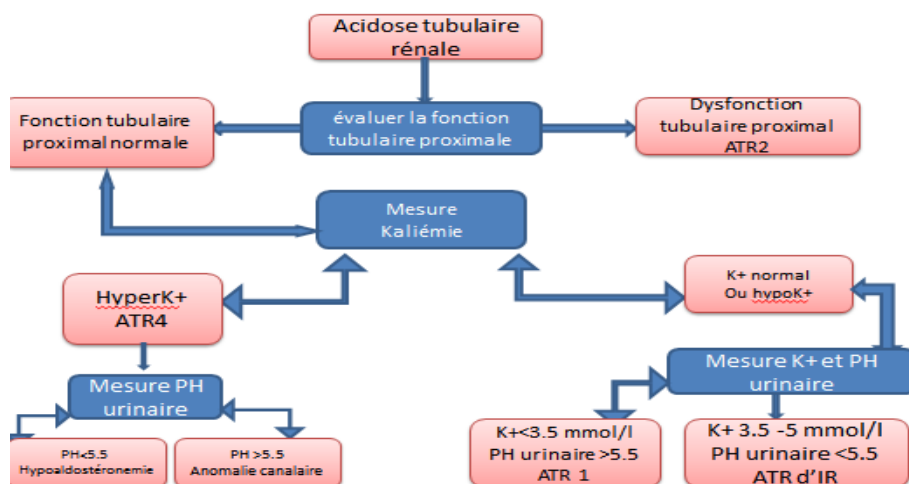 Acidose tubulaire
rénale
Fonction tubulaire
proximal normale
évaluer la fonction
tubulaire proximale
Dysfonction
tubulaire proximal
ATR2
Mesure
Kaliémie
HyperK+
ATR4
K+ normal
Ou hypoK+
Mesure PH
urinaire
Mesure K+ et PH
urinaire
PH<5.5
Hypoaldostéronemie
PH >5.5
Anomalie canalaire
K+<3.5 mmol/l
PH urinaire >5.5
ATR 1
K+ 3.5 -5 mmol/l
PH urinaire <5.5
ATR d'IR